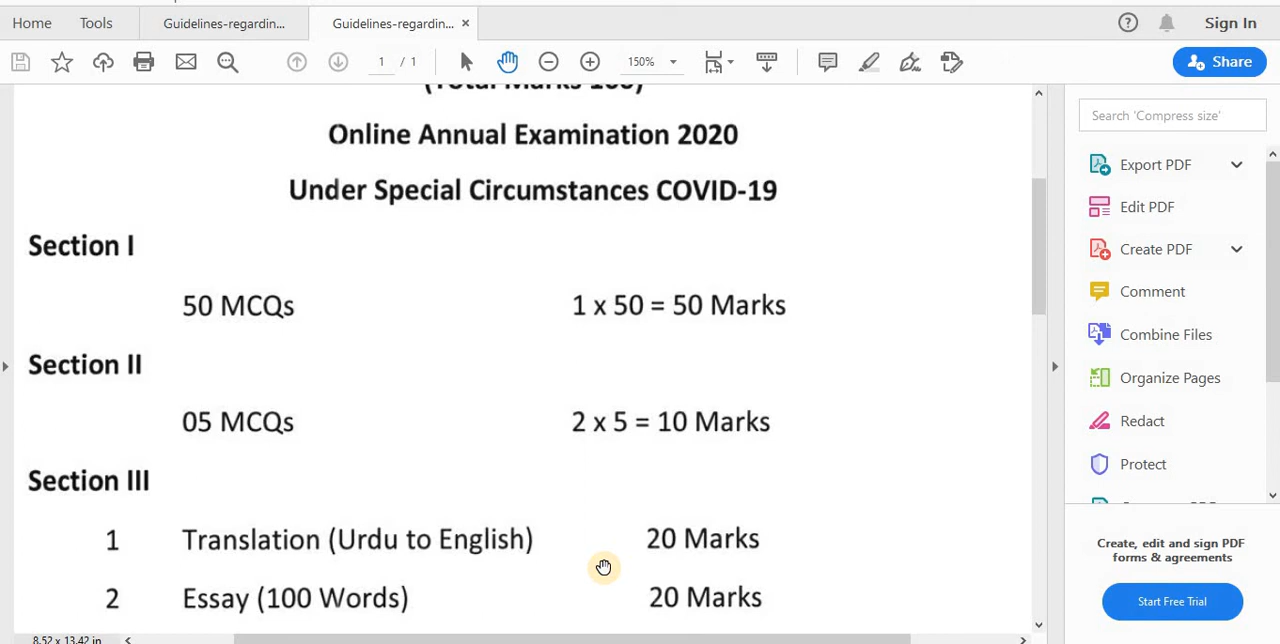 Home Tools Guidelines-regardin... Guidelines-regardin... × ? Sign In
1 / 1 150% Share
(Total Marks 100)
Online Annual Examination 2020
Under Special Circumstances COVID-19
Section I
50 MCQs 1 x 50 = 50 Marks
Section II
05 MCQs 2 x 5 = 10 Marks
Section III
1 Translation (Urdu to English) 20 Marks
2 Essay (100 Words) 20 Marks
8.52 x 13.42 in
Search 'Compress size'
Export PDF
Edit PDF
Create PDF
Comment
Combine Files
Organize Pages
Redact
Protect
Create, edit and sign PDF
forms & agreements
Start Free Trial